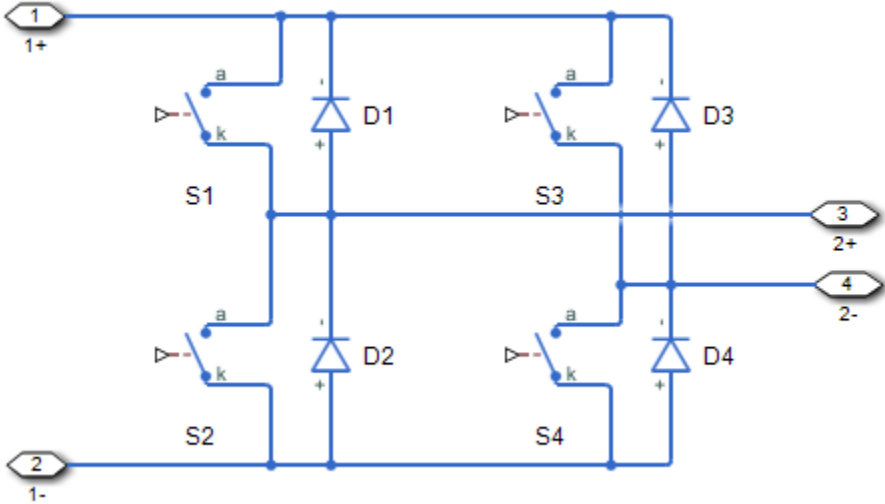 1
1+
a
-
a
-
D1
D3
k
+
k
+
S1
S3
3
2+
4
2-
a
-
a
-
D2
D4
k
+
k
+
S2
S4
2
1-